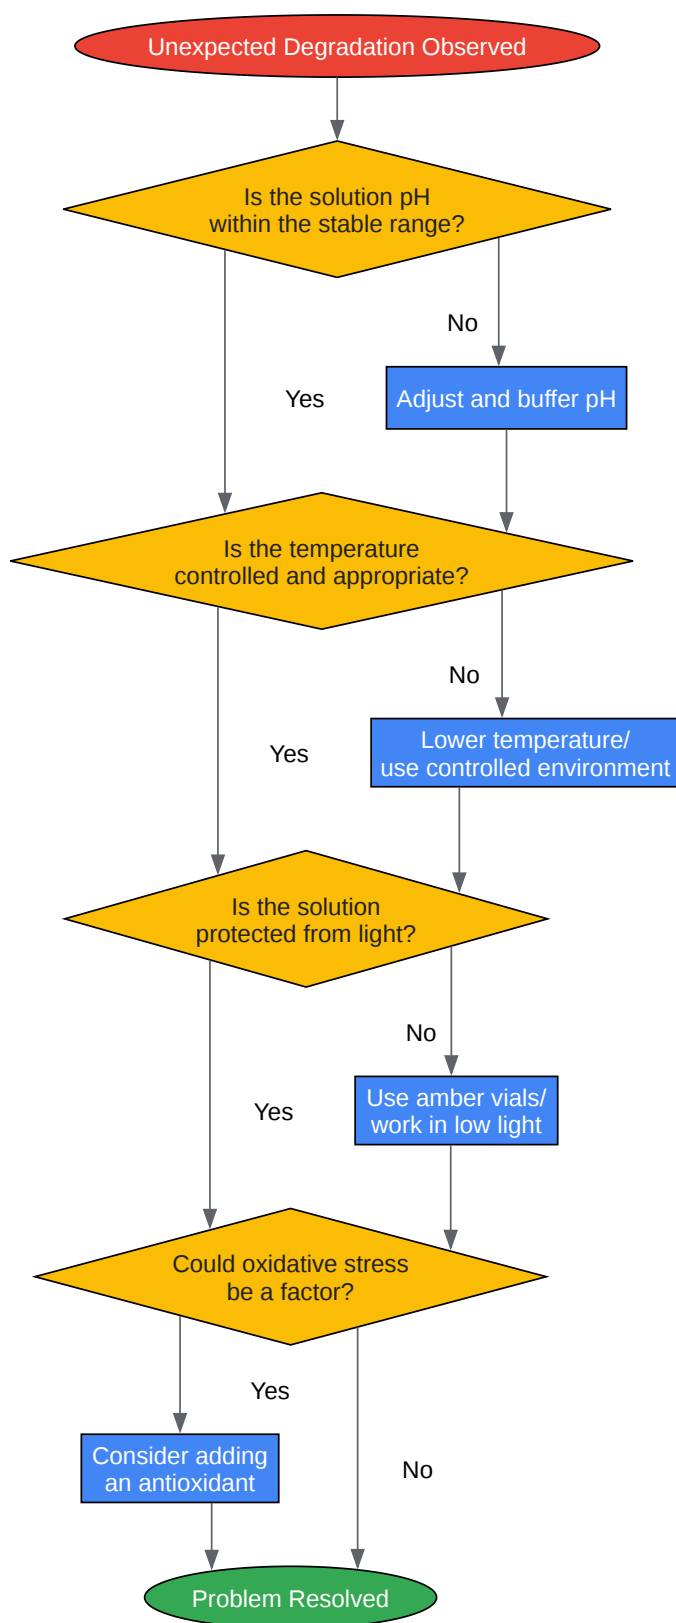 Unexpected Degradation Observed
Is the solution pH
within the stable range?
No
Yes
Adjust and buffer pH
Is the temperature
controlled and appropriate?
No
Yes
Lower temperature/
use controlled environment
Is the solution
protected from light?
No
Yes
Use amber vials/
work in low light
Could oxidative stress
be a factor?
Yes
Consider adding
an antioxidant
No
Problem Resolved